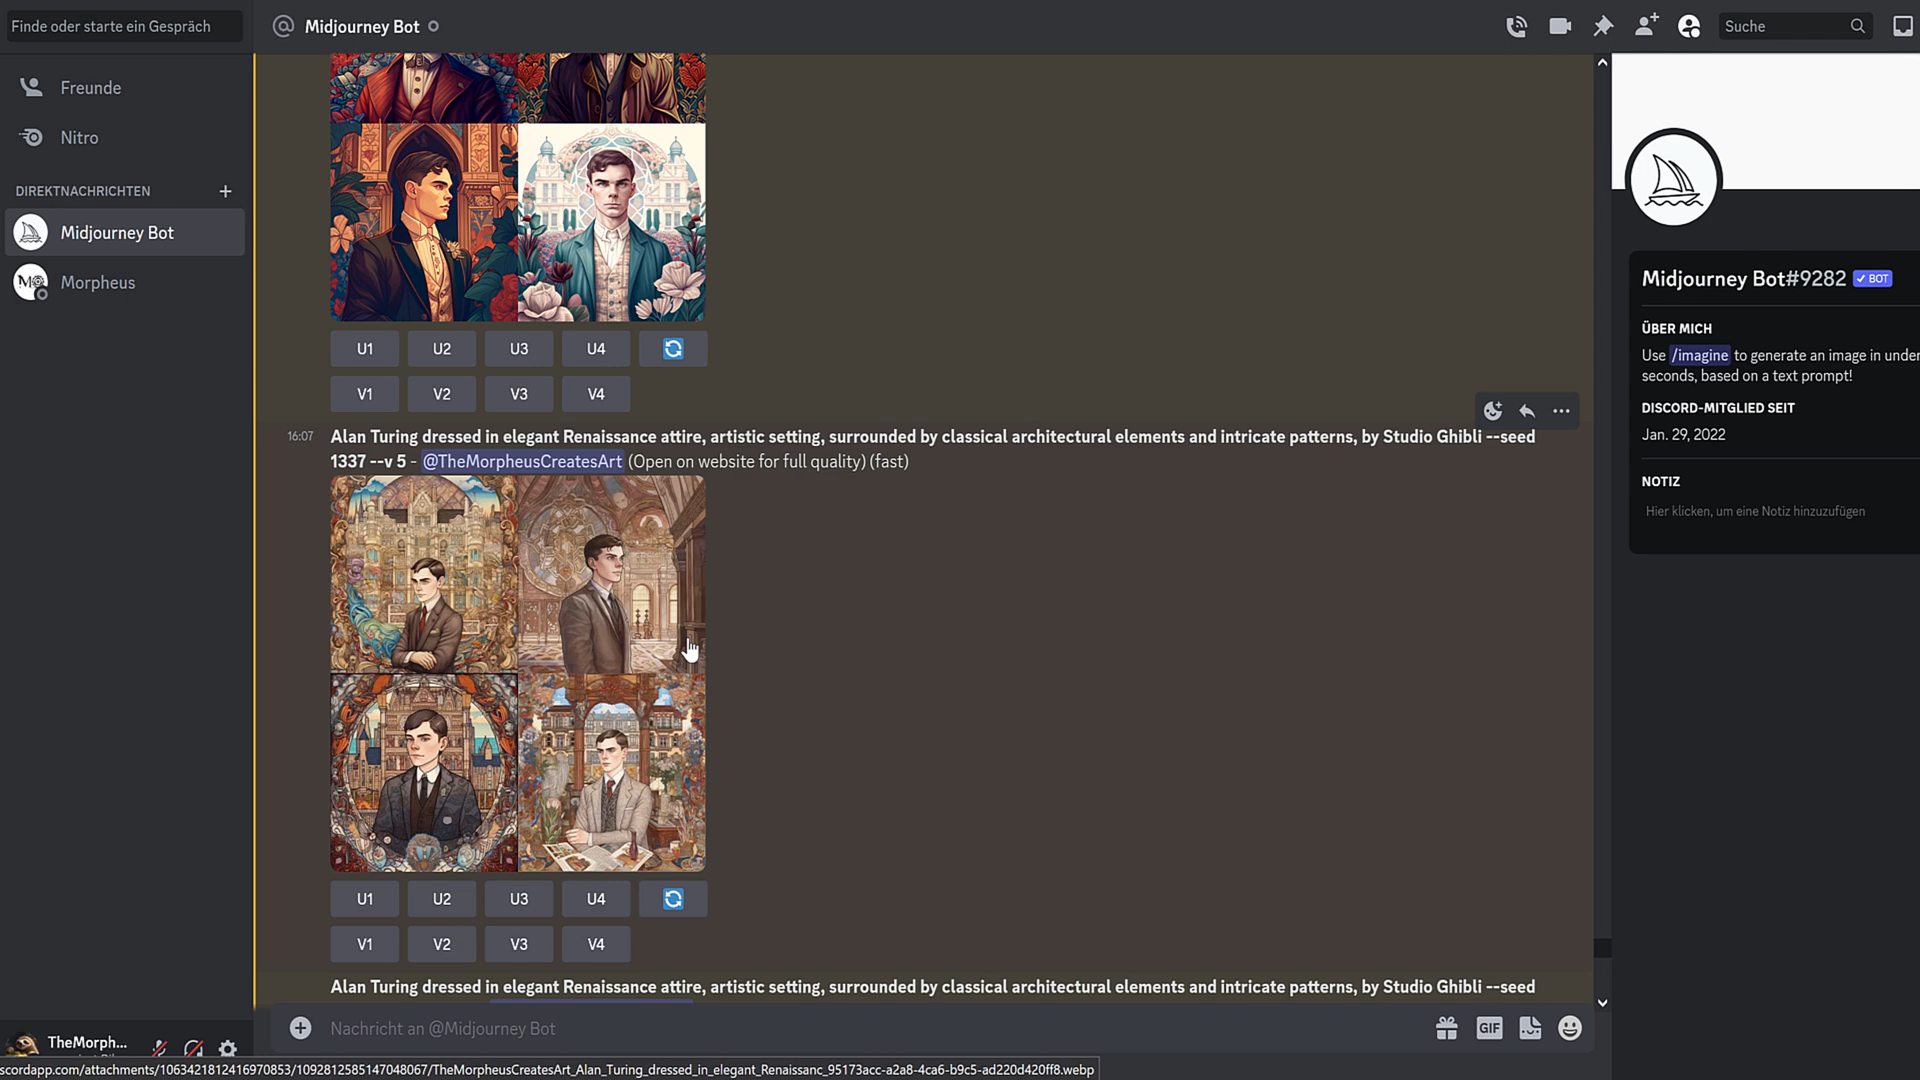 Finde oder starte ein Gespräch
Midjourney Bot
Suche
Freunde
Nitro
DIREKTNACHRICHTEN
Midjourney Bot
Morpheus
U1 U2 U3 U4
V1 V2 V3 V4
16:07 Alan Turing dressed in elegant Renaissance attire, artistic setting, surrounded by classical architectural elements and intricate patterns, by Studio Ghibli --seed
1337 --v 5 - @TheMorpheusCreatesArt (Open on website for full quality) (fast)
U1 U2 U3 U4
V1 V2 V3 V4
Alan Turing dressed in elegant Renaissance attire, artistic setting, surrounded by classical architectural elements and intricate patterns, by Studio Ghibli --seed
Nachricht an @Midjourney Bot
GIF
Midjourney Bot#9282 ✓ BOT
ÜBER MICH
Use /imagine to generate an image in under
seconds, based on a text prompt!
DISCORD-MITGLIED SEIT
Jan. 29, 2022
NOTIZ
Hier klicken, um eine Notiz hinzuzufügen
TheMorph...
scordapp.com/attachments/1063421812416970853/1092812585147048067/TheMorpheusCreatesArt_Alan_Turing_dressed_in_elegant_Renaissanc_95173acc-a2a8-4ca6-b9c5-ad220d420ff8.webp